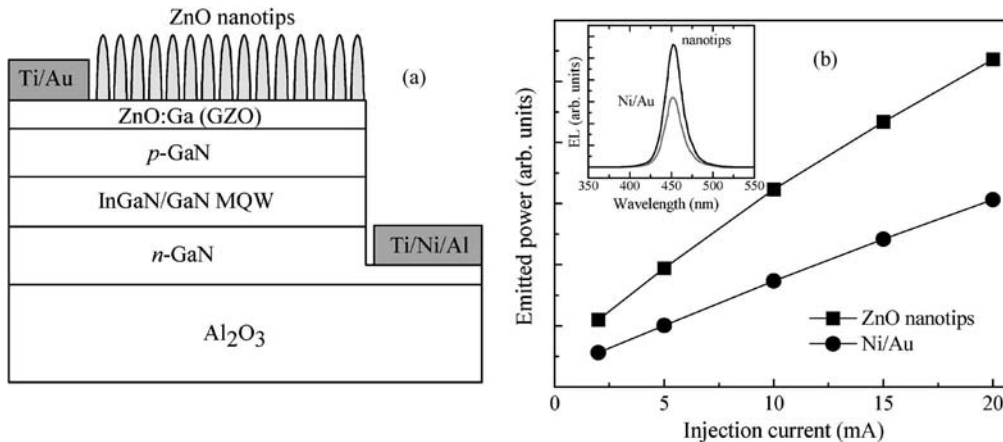 ZnO nanotips
(a)
Ti/Au
ZnO:Ga (GZO)
p-GaN
InGaN/GaN MQW
n-GaN
Ti/Ni/Al
Al₂O₃
(b)
nanotips
Ni/Au
EL (arb. units)
350 400 450 500 550
Wavelength (nm)
Emitted power (arb. units)
ZnO nanotips
Ni/Au
0 5 10 15 20
Injection current (mA)